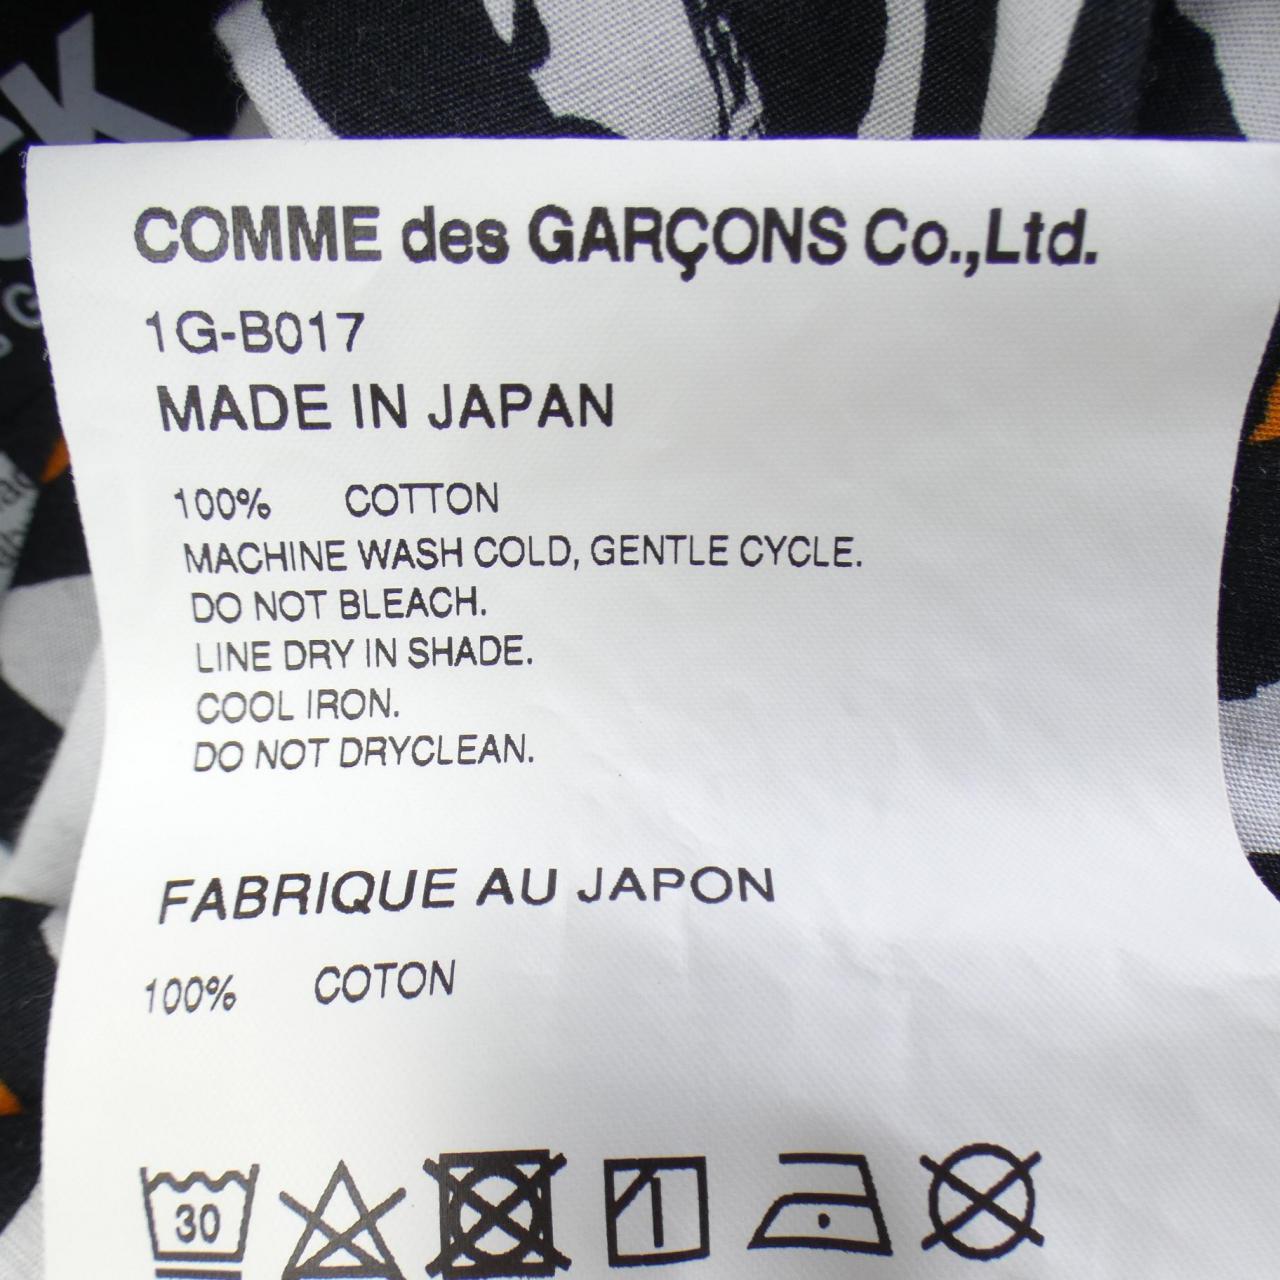 CK
G
COMME des GARÇONS Co.,Ltd.
1G-B017
MADE IN JAPAN
100% COTTON
MACHINE WASH COLD, GENTLE CYCLE.
DO NOT BLEACH.
LINE DRY IN SHADE.
COOL IRON.
DO NOT DRYCLEAN.
FABRIQUE AU JAPON
100% COTON
30